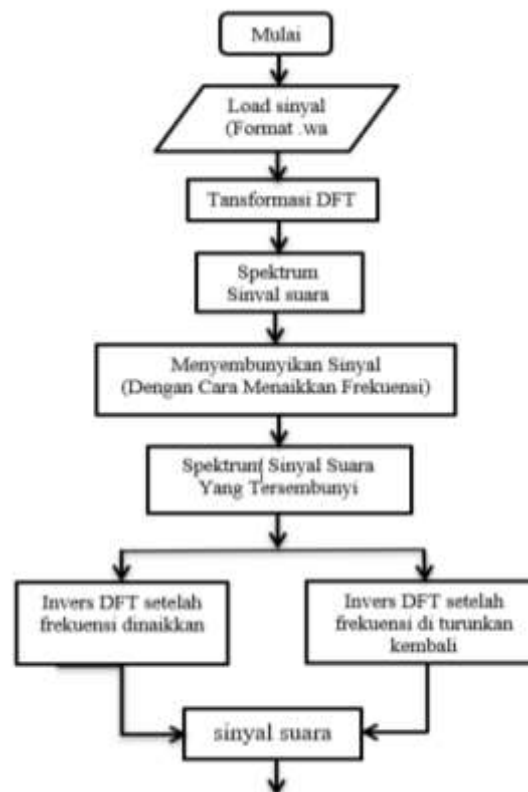 Mulai
Load sinyal
(Format .wa
Tansformasi DFT
Spektrum
Sinyal suara
Menyembunyikan Sinyal
(Dengan Cara Menaikkan Frekuensi)
Spektrum Sinyal Suara
Yang Tersembunyi
Invers DFT setelah
frekuensi dinaikkan
Invers DFT setelah
frekuensi di turunkan
kembali
sinyal suara